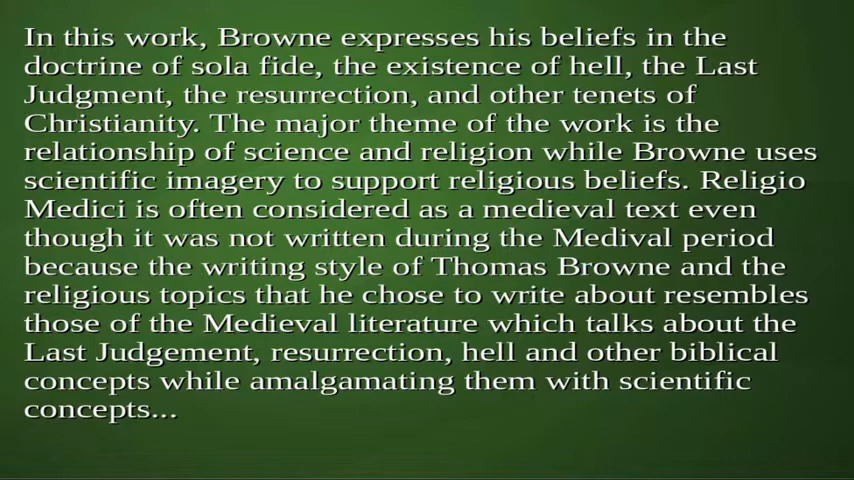 In this work, Browne expresses his beliefs in the
doctrine of sola fide, the existence of hell, the Last
Judgment, the resurrection, and other tenets of
Christianity. The major theme of the work is the
relationship of science and religion while Browne uses
scientific imagery to support religious beliefs. Religio
Medici is often considered as a medieval text even
though it was not written during the Medival period
because the writing style of Thomas Browne and the
religious topics that he chose to write about resembles
those of the Medieval literature which talks about the
Last Judgement, resurrection, hell and other biblical
concepts while amalgamating them with scientific
concepts...